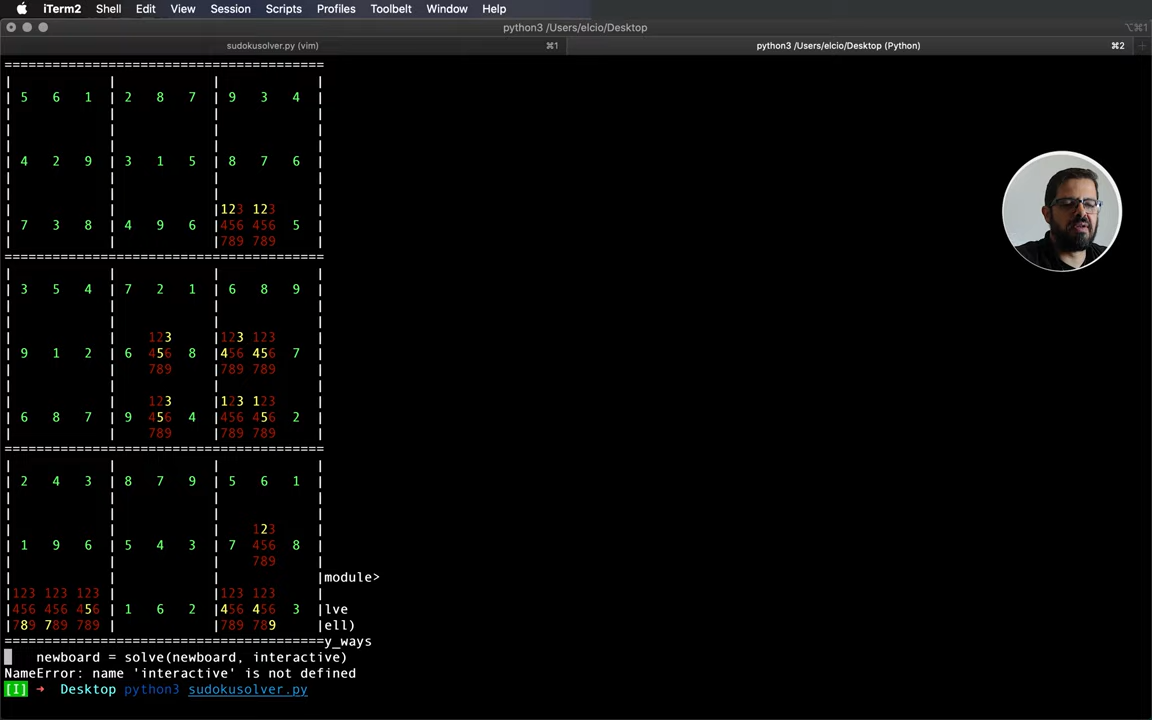 iTerm2 Shell Edit View Session Scripts Profiles Toolbelt Window Help
python3 /Users/elcio/Desktop ⌥⌘1
sudokusolver.py (vim) ⌘1 python3 /Users/elcio/Desktop (Python) ⌘2 +
========================================
| | | |
| 5 6 1 | 2 8 7 | 9 3 4 |
| | | |
| | | |
| 4 2 9 | 3 1 5 | 8 7 6 |
| | | |
| | |123 123 |
| 7 3 8 | 4 9 6 |456 456 5 |
| | |789 789 |
========================================
| | | |
| 3 5 4 | 7 2 1 | 6 8 9 |
| | | |
| | 123 |123 123 |
| 9 1 2 | 6 456 8 |456 456 7 |
| | 789 |789 789 |
| | 123 |123 123 |
| 6 8 7 | 9 456 4 |456 456 2 |
| | 789 |789 789 |
========================================
| | | |
| 2 4 3 | 8 7 9 | 5 6 1 |
| | | |
| | | 123 |
| 1 9 6 | 5 4 3 | 7 456 8 |
| | | 789 |
| | | |module>
|123 123 123 | |123 123 |
|456 456 456 | 1 6 2 |456 456 3 |lve
|789 789 789 | |789 789 |ell)
========================================y_ways
newboard = solve(newboard, interactive)
NameError: name 'interactive' is not defined
[I] ➜ Desktop python3 sudokusolver.py